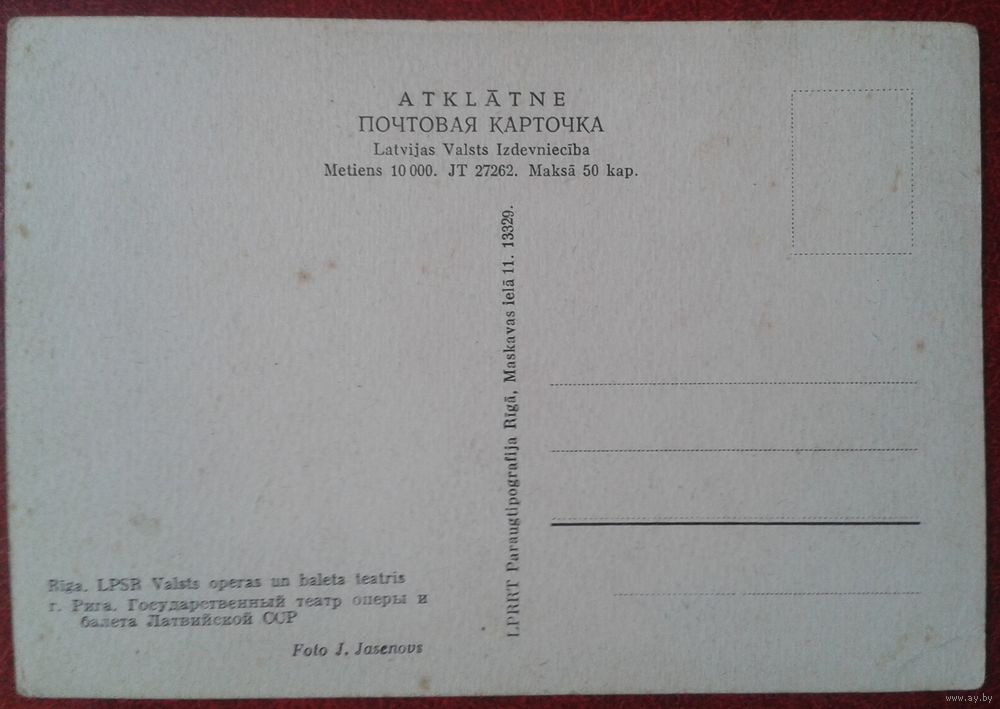 ATKLĀTNE
ПОЧТОВАЯ КАРТОЧКА
Latvijas Valsts Izdevniecība
Metiens 10 000. JT 27262. Maksā 50 kap.
LPRRT Paraugtipografija Rīgā, Maskavas ielā 11. 13329.
Rīga. LPSR Valsts operas un baleta teatris
г. Рига. Государственный театр оперы и
балета Латвийской ССР
Foto J. Jasenovs
www.ay.by